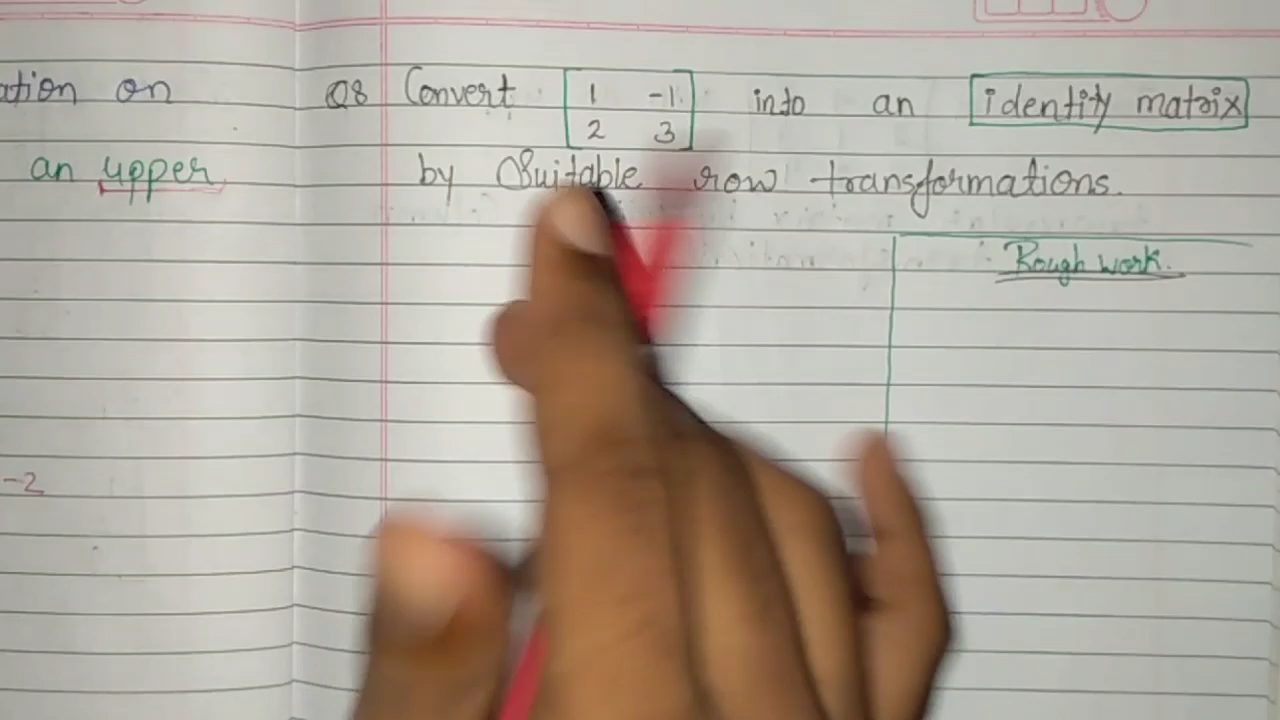 ation on
an upper
-2
Q8 Convert 1 -1 into an identity matrix
2 3
by Suitable row transformations.
Rough work.